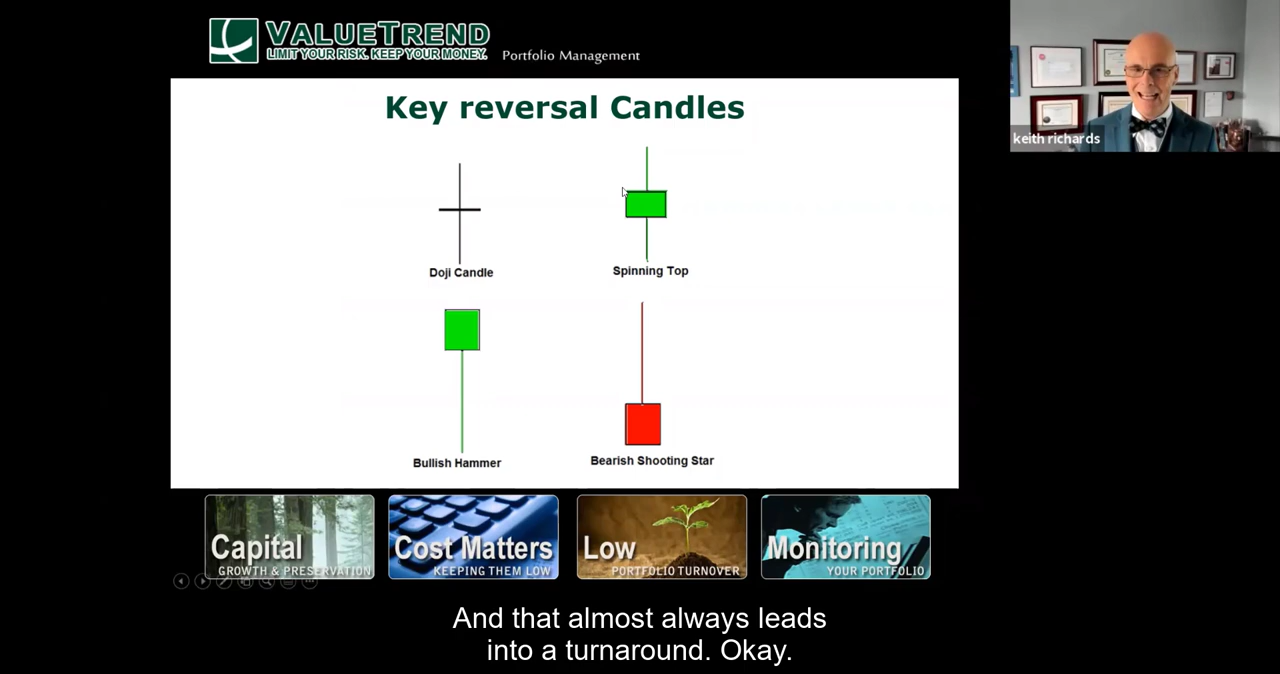 VALUETREND
LIMIT YOUR RISK. KEEP YOUR MONEY.
Portfolio Management
keith richards
Key reversal Candles
Doji Candle
Spinning Top
Bullish Hammer
Bearish Shooting Star
Capital
GROWTH & PRESERVATION
Cost Matters
KEEPING THEM LOW
Low
PORTFOLIO TURNOVER
Monitoring
YOUR PORTFOLIO
And that almost always leads
into a turnaround. Okay.